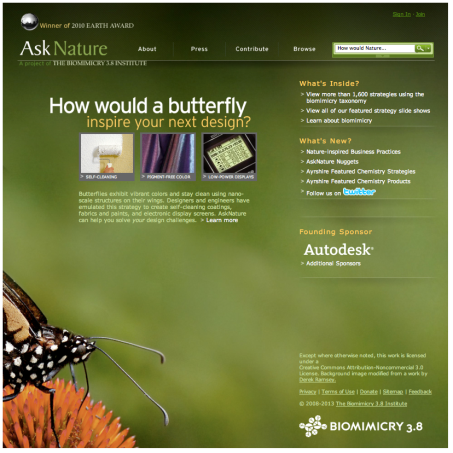 Sign In · Join
Winner of 2010 EARTH AWARD
AskNature
A project of THE BIOMIMICRY 3.8 INSTITUTE
About
Press
Contribute
Browse
How would Nature...
How would a butterfly
inspire your next design?
> SELF-CLEANING
> PIGMENT-FREE COLOR
> LOW-POWER DISPLAYS
Butterflies exhibit vibrant colors and stay clean using nano-
scale structures on their wings. Designers and engineers have
emulated this strategy to create self-cleaning coatings,
fabrics and paints, and electronic display screens. AskNature
can help you solve your design challenges. > Learn more
What's Inside?
> View more than 1,600 strategies using the
biomimicry taxonomy
> View all of our featured strategy slide shows
> Learn about biomimicry
What's New?
> Nature-Inspired Business Practices
> AskNature Nuggets
> Ayrshire Featured Chemistry Strategies
> Ayrshire Featured Chemistry Products
> Follow us on twitter
Founding Sponsor
Autodesk®
> Additional Sponsors
Except where otherwise noted, this work is licensed
under a
Creative Commons Attribution-Noncommercial 3.0
License. Background image modified from a work by
Derek Ramsey.
Privacy | Terms of Use | Donate | Sitemap | Feedback
© 2008-2013 The Biomimicry 3.8 Institute
BIOMIMICRY 3.8